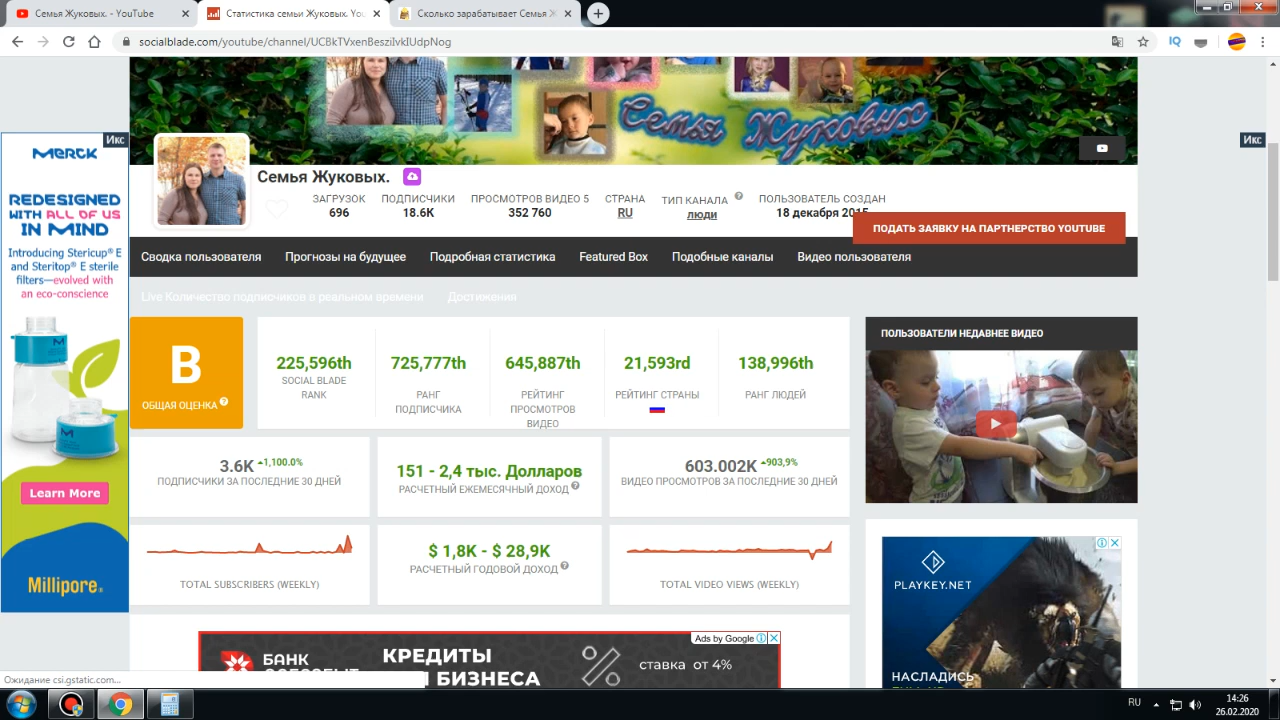 Семья Жуковых. - YouTube
Статистика семьи Жуковых. You
Сколько зарабатывает Семья Ж
socialblade.com/youtube/channel/UCBkTVxenBesziIvkIUdpNog
IQ
Икс
MERCK
REDESIGNED
WITH ALL OF US
IN MIND
Introducing Stericup® E
and Steritop® E sterile
filters—evolved with
an eco-conscience
Learn More
Millipore®
Икс
Семья Жуковых
Семья Жуковых.
ЗАГРУЗОК
696
ПОДПИСЧИКИ
18.6K
ПРОСМОТРОВ ВИДЕО 5
352 760
СТРАНА
RU
ТИП КАНАЛА
люди
ПОЛЬЗОВАТЕЛЬ СОЗДАН
18 декабря 2015
ПОДАТЬ ЗАЯВКУ НА ПАРТНЕРСТВО YOUTUBE
Сводка пользователя
Прогнозы на будущее
Подробная статистика
Featured Box
Подобные каналы
Видео пользователя
Live Количество подписчиков в реальном времени
Достижения
B
ОБЩАЯ ОЦЕНКА
225,596th
SOCIAL BLADE
RANK
725,777th
РАНГ
ПОДПИСЧИКА
645,887th
РЕЙТИНГ
ПРОСМОТРОВ
ВИДЕО
21,593rd
РЕЙТИНГ СТРАНЫ
138,996th
РАНГ ЛЮДЕЙ
3.6K 1,100.0%
ПОДПИСЧИКИ ЗА ПОСЛЕДНИЕ 30 ДНЕЙ
151 - 2,4 тыс. Долларов
РАСЧЕТНЫЙ ЕЖЕМЕСЯЧНЫЙ ДОХОД
603.002K 903,9%
ВИДЕО ПРОСМОТРОВ ЗА ПОСЛЕДНИЕ 30 ДНЕЙ
TOTAL SUBSCRIBERS (WEEKLY)
$ 1,8K - $ 28,9K
РАСЧЕТНЫЙ ГОДОВОЙ ДОХОД
TOTAL VIDEO VIEWS (WEEKLY)
ПОЛЬЗОВАТЕЛИ НЕДАВНЕЕ ВИДЕО
PLAYKEY.NET
НАСЛАДИСЬ
Ads by Google
БАНК
КРЕДИТЫ
БИЗНЕСА
ставка от 4%
Ожидание csi.gstatic.com...
RU
14:26
26.02.2020